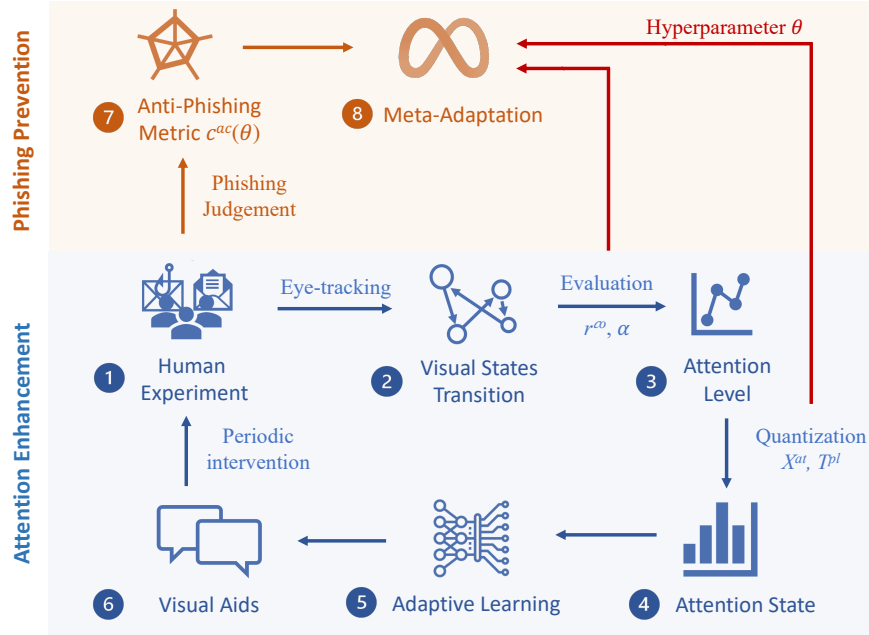 Phishing Prevention
Hyperparameter θ
7
Anti-Phishing
Metric c^{ac}(θ)
8
Meta-Adaptation
Phishing
Judgement
Attention Enhancement
Eye-tracking
Evaluation
r^{co}, α
1
Human
Experiment
2
Visual States
Transition
3
Attention
Level
Periodic
intervention
Quantization
X^{at}, T^{pl}
6
Visual Aids
5
Adaptive Learning
4
Attention State